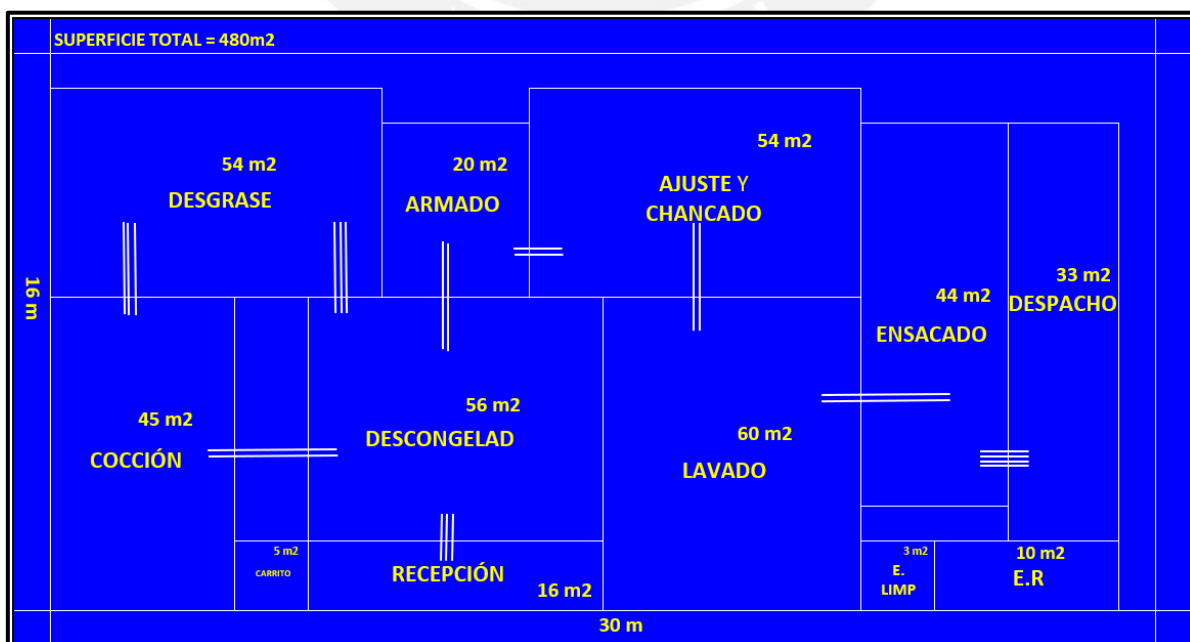 SUPERFICIE TOTAL = 480m2
54 m2
DESGRASE
20 m2
ARMADO
54 m2
AJUSTE Y
CHANCADO
16 m
33 m2
DESPACHO
44 m2
ENSACADO
45 m2
COCCIÓN
56 m2
DESCONGELAD
60 m2
LAVADO
5 m2
CARRITO
RECEPCIÓN
16 m2
3 m2
E.
LIMP
10 m2
E.R
30 m